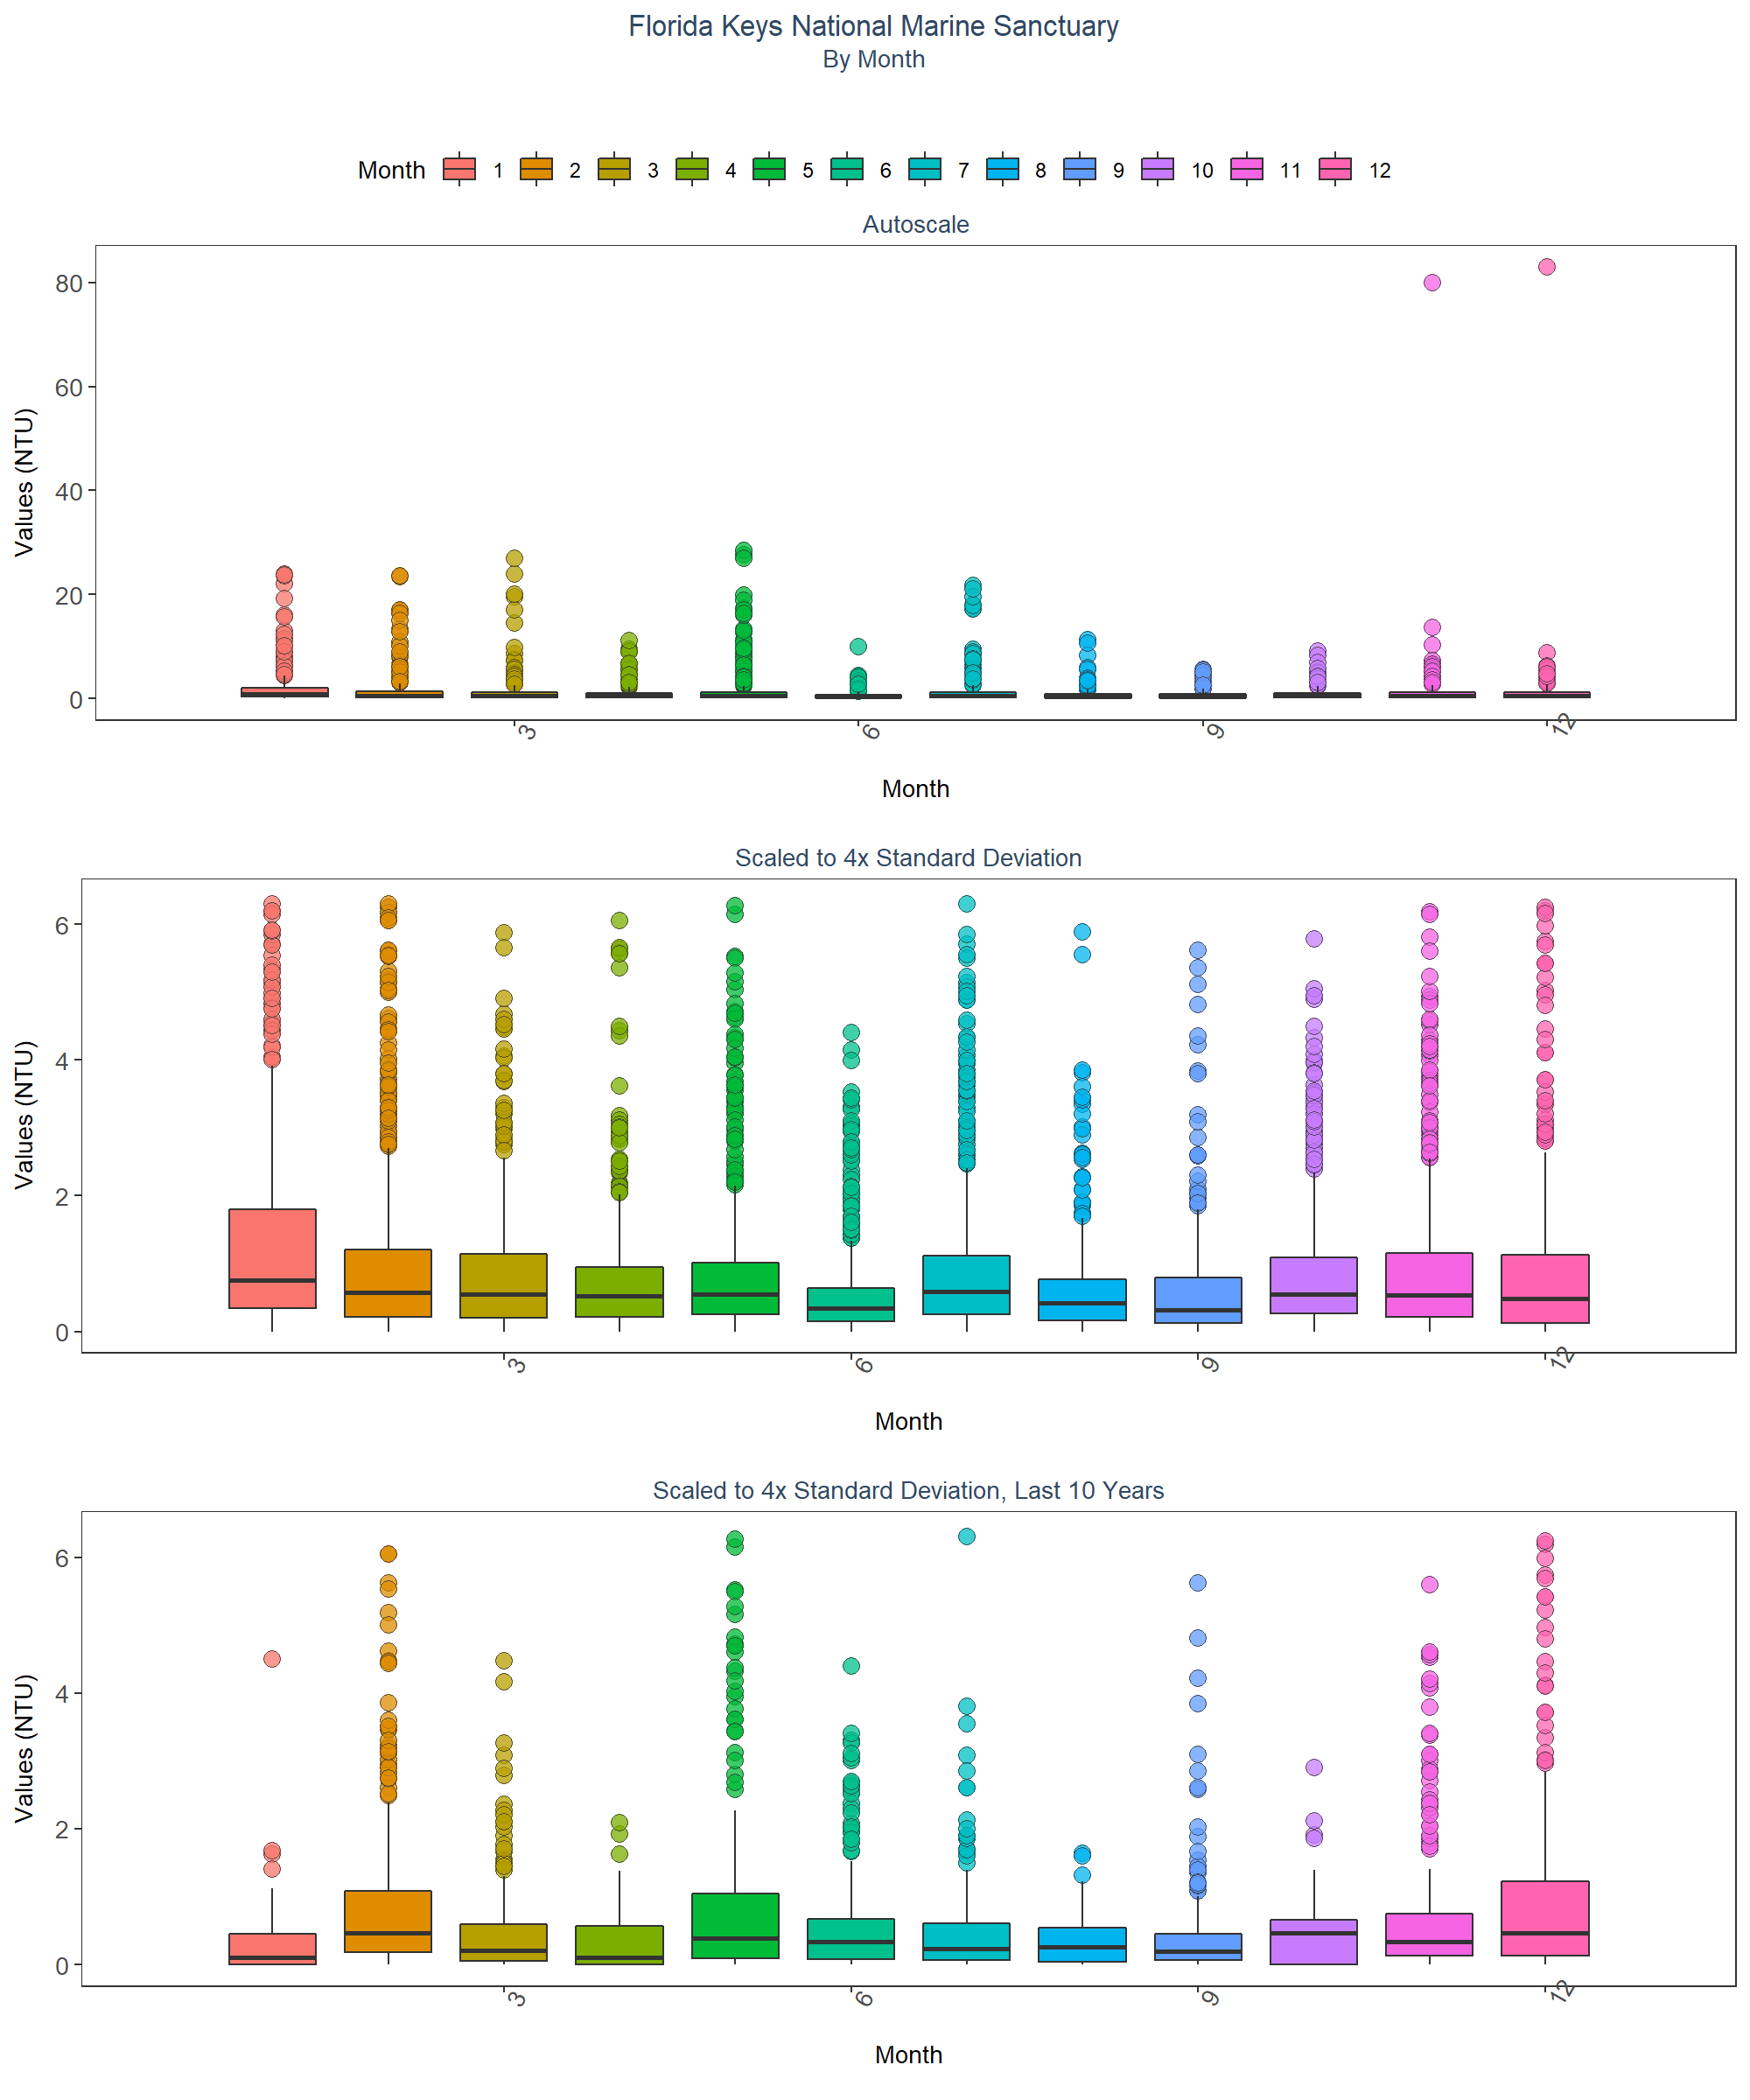 Florida Keys National Marine Sanctuary
By Month
Month 1 2 3 4 5 6 7 8 9 10 11 12
Autoscale
Values (NTU)
80
60
40
20
0
3 6 9 12
Month
Scaled to 4x Standard Deviation
Values (NTU)
6
4
2
0
3 6 9 12
Month
Scaled to 4x Standard Deviation, Last 10 Years
Values (NTU)
6
4
2
0
3 6 9 12
Month